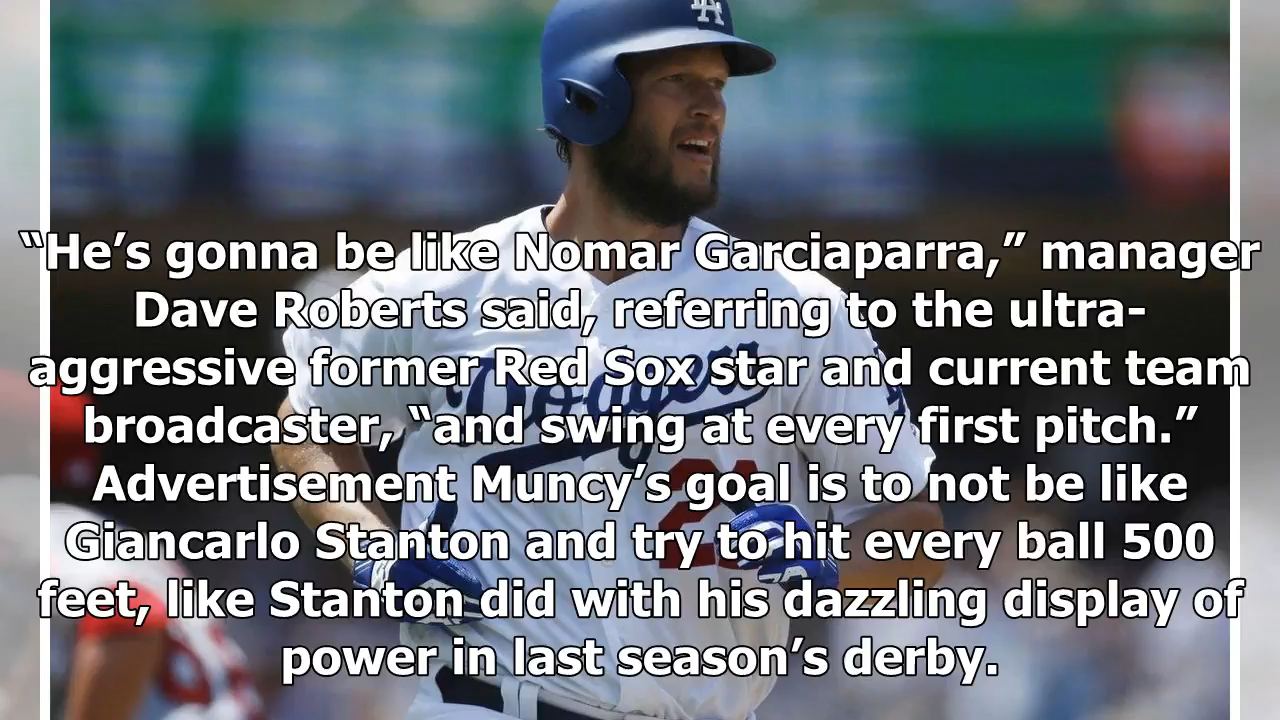 LA
“He’s gonna be like Nomar Garciaparra,” manager
Dave Roberts said, referring to the ultra-
aggressive former Red Sox star and current team
broadcaster, “and swing at every first pitch.”
Advertisement Muncy’s goal is to not be like
Giancarlo Stanton and try to hit every ball 500
feet, like Stanton did with his dazzling display of
power in last season’s derby.
Dodgers